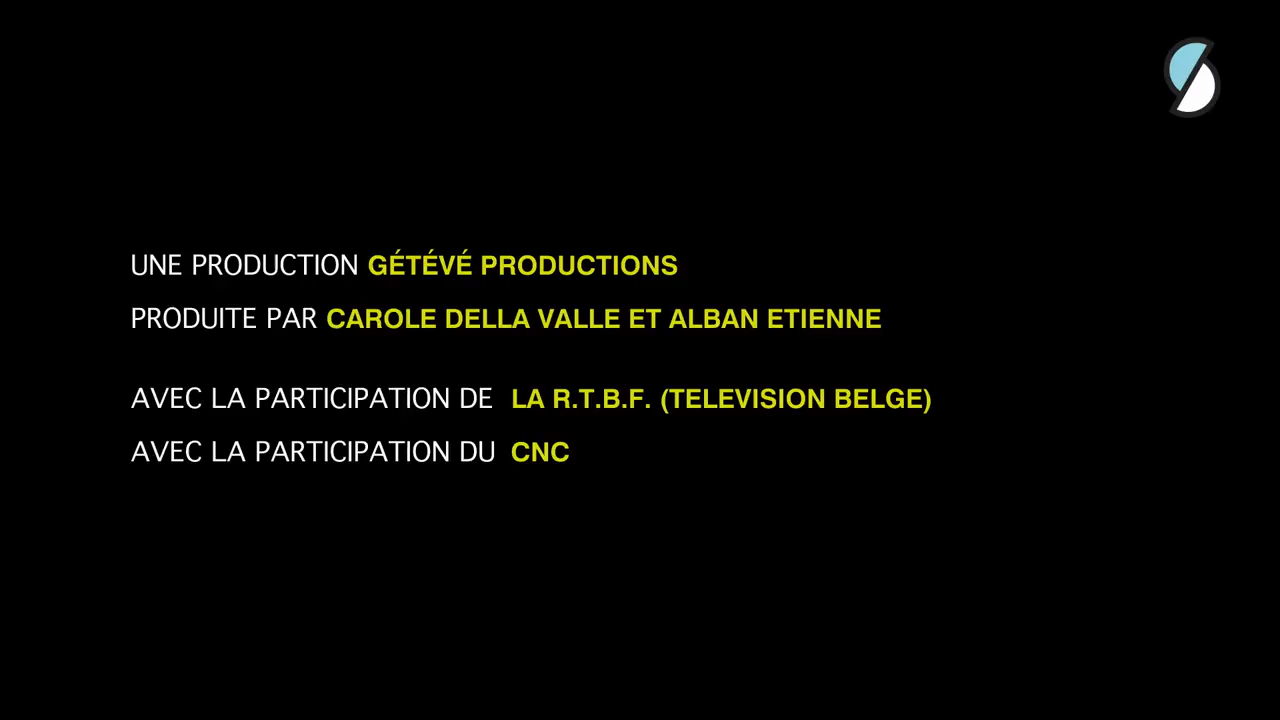 UNE PRODUCTION GÉTÉVÉ PRODUCTIONS
PRODUITE PAR CAROLE DELLA VALLE ET ALBAN ETIENNE
AVEC LA PARTICIPATION DE LA R.T.B.F. (TELEVISION BELGE)
AVEC LA PARTICIPATION DU CNC